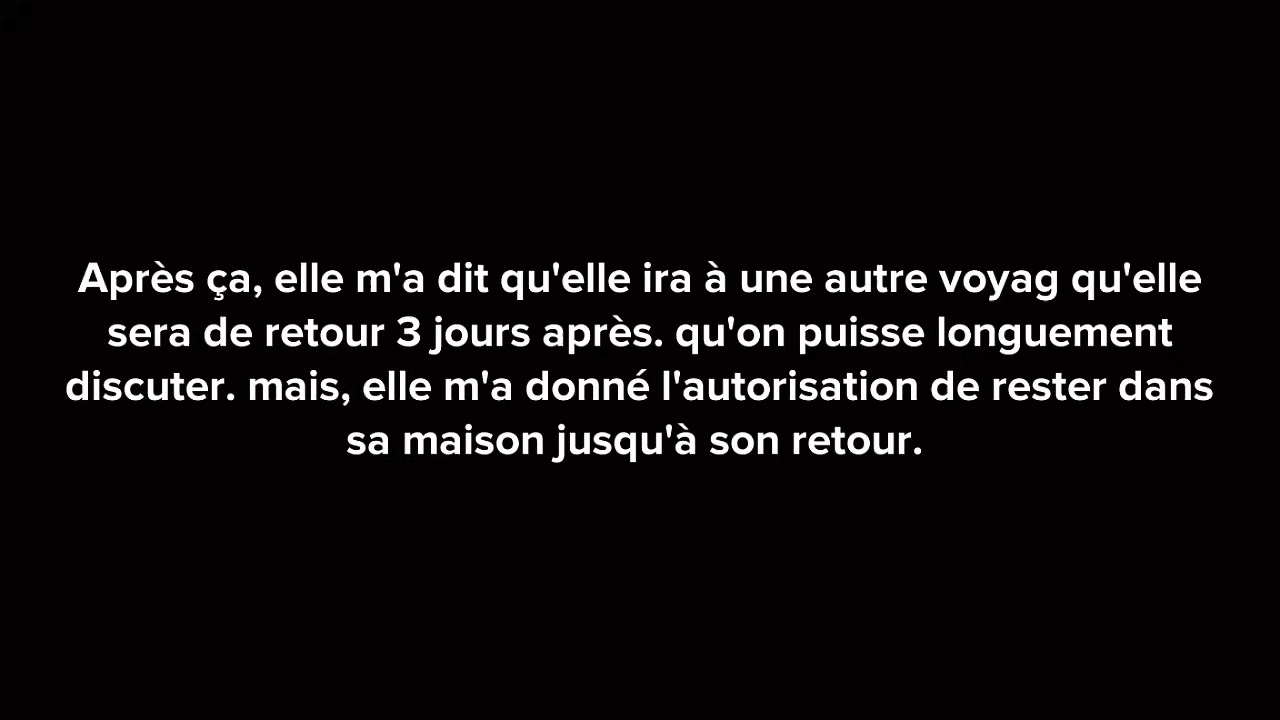 Après ça, elle m'a dit qu'elle ira à une autre voyag qu'elle
sera de retour 3 jours après. qu'on puisse longuement
discuter. mais, elle m'a donné l'autorisation de rester dans
sa maison jusqu'à son retour.